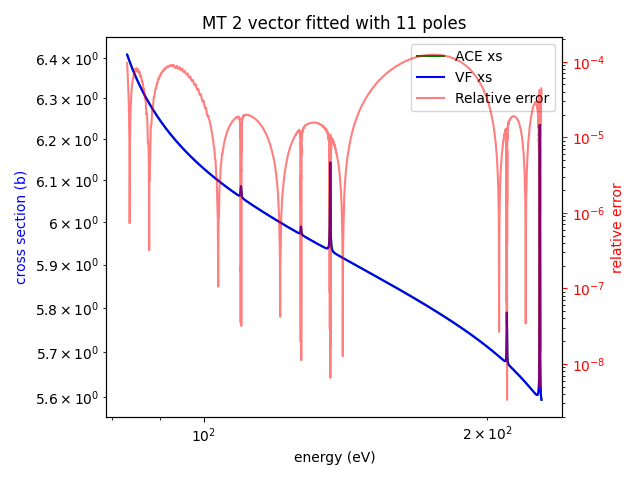 MT 2 vector fitted with 11 poles
ACE xs
VF xs
Relative error
cross section (b)
6.4 × 10⁰
6.3 × 10⁰
6.2 × 10⁰
6.1 × 10⁰
6 × 10⁰
5.9 × 10⁰
5.8 × 10⁰
5.7 × 10⁰
5.6 × 10⁰
10⁻⁴
10⁻⁵
10⁻⁶
10⁻⁷
10⁻⁸
relative error
10²
2 × 10²
energy (eV)